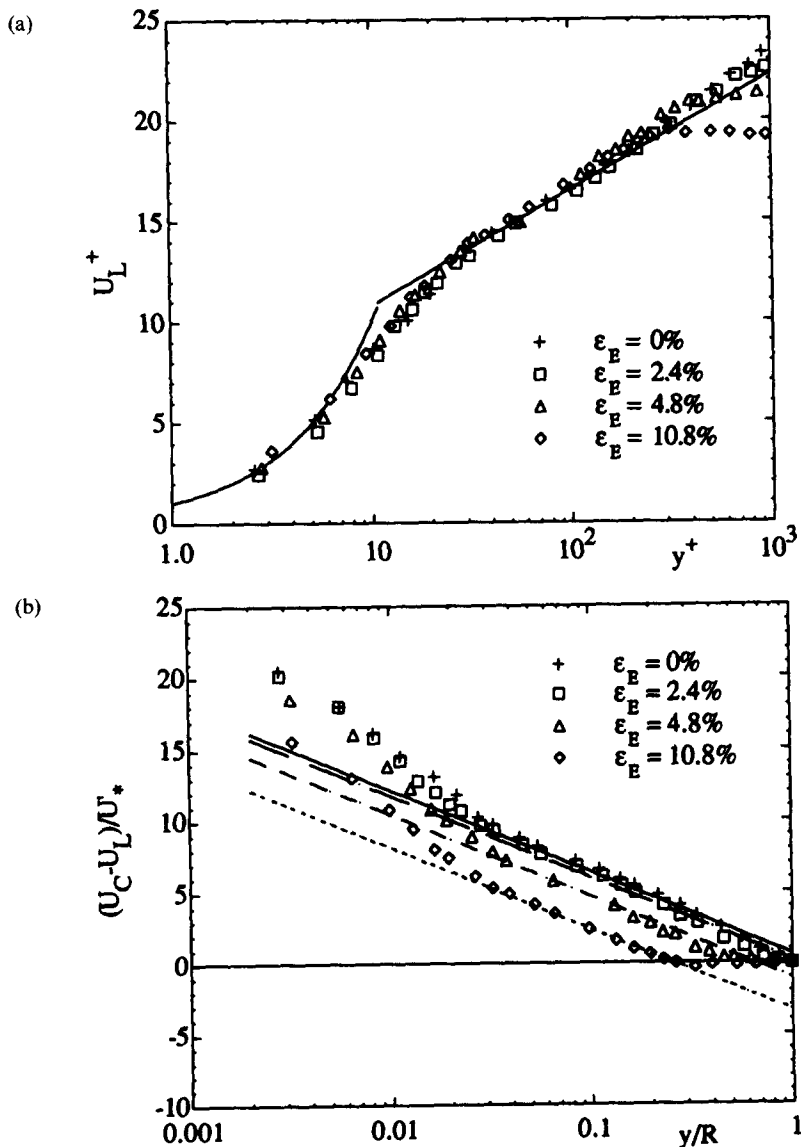 (a)
25
20
15
10
5
0
U_L^+
+ ε_E = 0%
□ ε_E = 2.4%
△ ε_E = 4.8%
◇ ε_E = 10.8%
1.0 10 10^2 y^+ 10^3
(b)
25
20
15
10
5
0
-5
-10
(U_C-U_L)/U'_*
+ ε_E = 0%
□ ε_E = 2.4%
△ ε_E = 4.8%
◇ ε_E = 10.8%
0.001 0.01 0.1 y/R 1